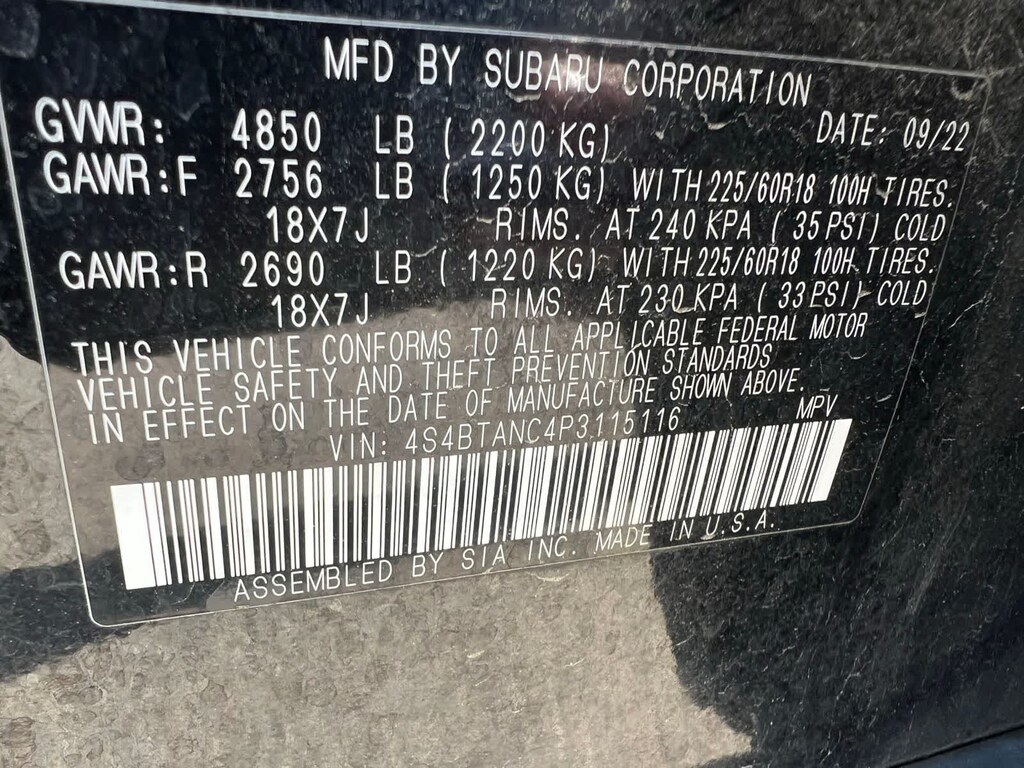 MFD BY SUBARU CORPORATION
GVWR: 4850 LB (2200 KG) DATE: 09/22
GAWR:F 2756 LB (1250 KG) WITH 225/60R18 100H TIRES.
18X7J RIMS. AT 240 KPA (35 PSI) COLD
GAWR:R 2690 LB (1220 KG) WITH 225/60R18 100H TIRES.
18X7J RIMS. AT 230 KPA (33 PSI) COLD
THIS VEHICLE CONFORMS TO ALL APPLICABLE FEDERAL MOTOR
VEHICLE SAFETY AND THEFT PREVENTION STANDARDS
IN EFFECT ON THE DATE OF MANUFACTURE SHOWN ABOVE.
VIN: 4S4BTANC4P3115116 MPV
ASSEMBLED BY SIA INC. MADE IN U.S.A.